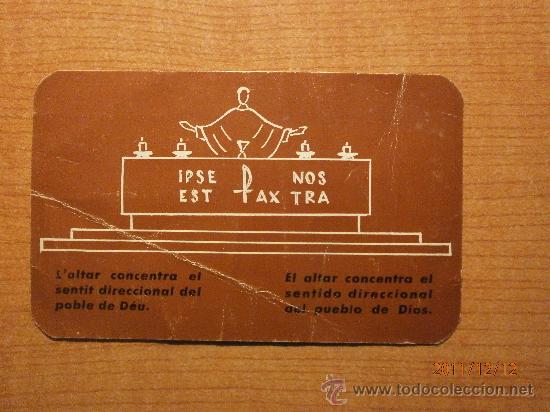 IPSE NOS
EST PAX TRA
L'altar concentra el
sentit direccional del
poble de Déu.
El altar concentra el
sentido direccional
del pueblo de Dios.
2011/12/12
www.todocoleccion.net